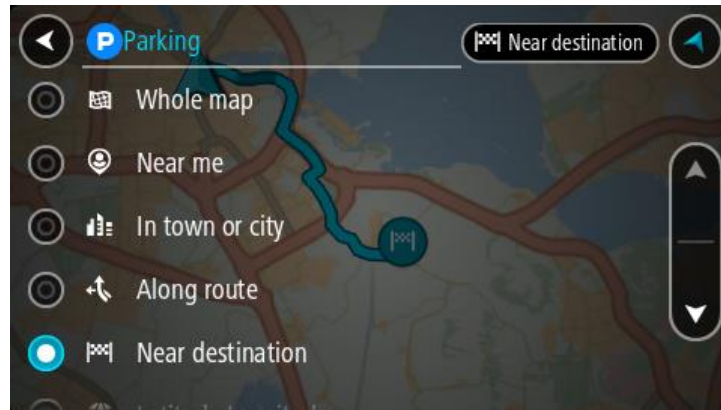 P Parking
Near destination
Whole map
Near me
In town or city
Along route
Near destination